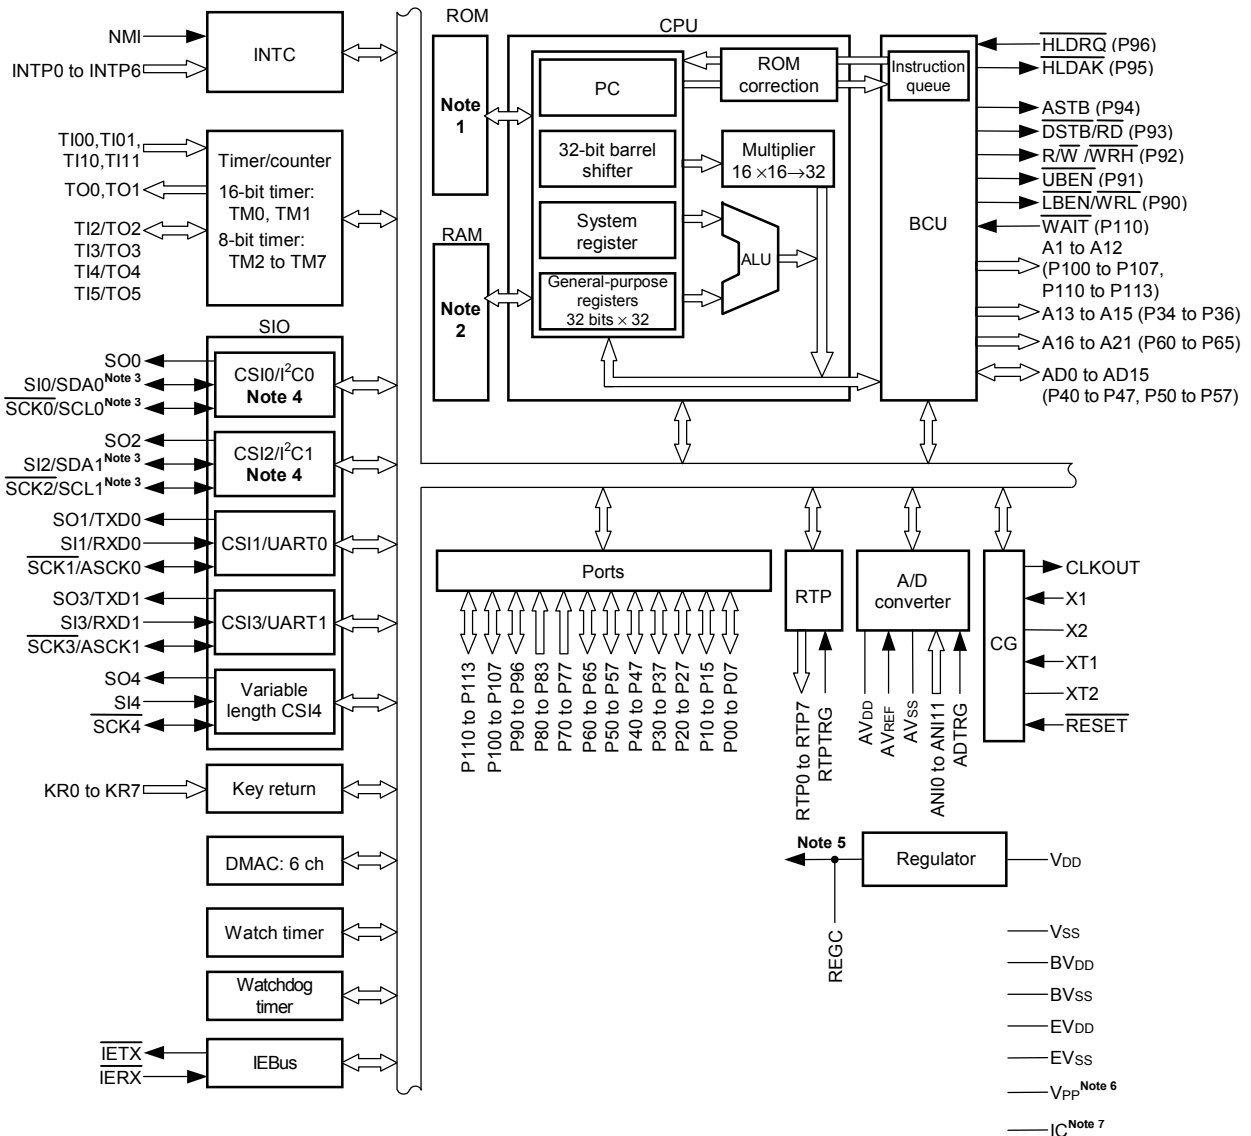 NMI
INTP0 to INTP6
INTC
TI00,TI01,
TI10,TI11
TO0,TO1
TI2/TO2
TI3/TO3
TI4/TO4
TI5/TO5
Timer/counter
16-bit timer:
TM0, TM1
8-bit timer:
TM2 to TM7
SIO
SO0
SI0/SDA0 Note 3
SCK0/SCL0 Note 3
CSI0/I²C0
Note 4
SO2
SI2/SDA1 Note 3
SCK2/SCL1 Note 3
CSI2/I²C1
Note 4
SO1/TXD0
SI1/RXD0
SCK1/ASCK0
CSI1/UART0
SO3/TXD1
SI3/RXD1
SCK3/ASCK1
CSI3/UART1
SO4
SI4
SCK4
Variable
length CSI4
KR0 to KR7
Key return
DMAC: 6 ch
Watch timer
Watchdog
timer
IETX
IERX
IEBus
ROM
Note
1
RAM
Note
2
CPU
PC
32-bit barrel
shifter
System
register
General-purpose
registers
32 bits × 32
ROM
correction
Multiplier
16 ×16→32
ALU
Instruction
queue
BCU
HLDRQ (P96)
HLDAK (P95)
ASTB (P94)
DSTB/RD (P93)
R/W /WRH (P92)
UBEN (P91)
LBEN/WRL (P90)
WAIT (P110)
A1 to A12
(P100 to P107,
P110 to P113)
A13 to A15 (P34 to P36)
A16 to A21 (P60 to P65)
AD0 to AD15
(P40 to P47, P50 to P57)
Ports
P110 to P113
P100 to P107
P90 to P96
P80 to P83
P70 to P77
P60 to P65
P50 to P57
P40 to P47
P30 to P37
P20 to P27
P10 to P15
P00 to P07
RTP
RTP0 to RTP7
RTPTRG
A/D
converter
AVDD
AVREF
AVSS
ANI0 to ANI11
ADTRG
CG
CLKOUT
X1
X2
XT1
XT2
RESET
Note 5
Regulator
VDD
REGC
VSS
BVDD
BVSS
EVDD
EVSS
VPP Note 6
IC Note 7